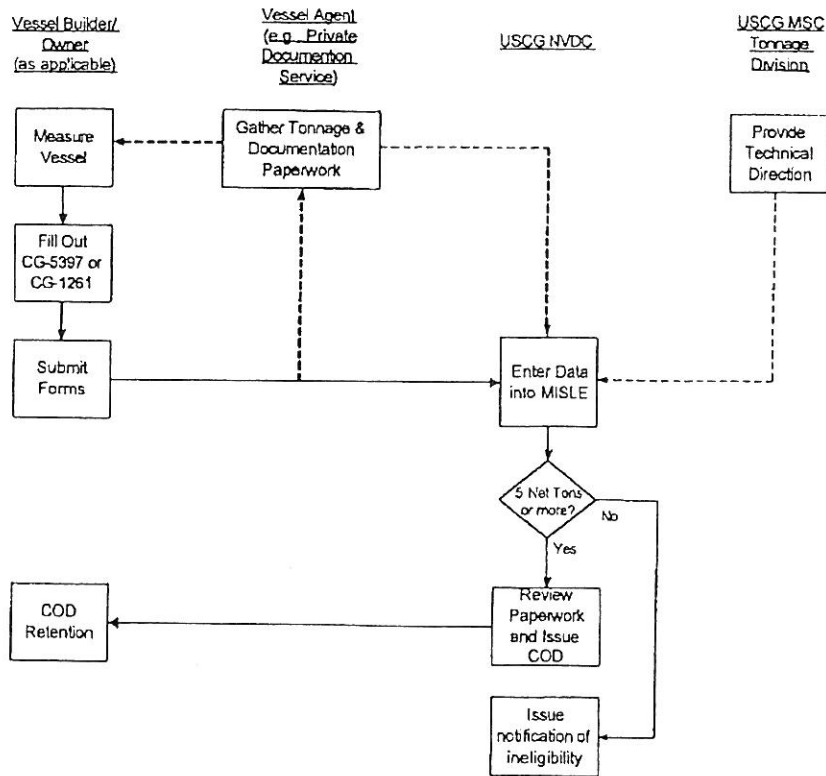 Vessel Builder/
Owner
(as applicable)
Vessel Agent
(e.g. Private
Documention
Service)
USCG NVDC
USCG MSC
Tonnage
Division
Measure
Vessel
Gather Tonnage &
Documentation
Paperwork
Provide
Technical
Direction
Fill Out
CG-5397 or
CG-1261
Submit
Forms
Enter Data
into MISLE
5 Net Tons
or more?
No
Yes
COD
Retention
Review
Paperwork
and Issue
COD
Issue
notification of
ineligibility